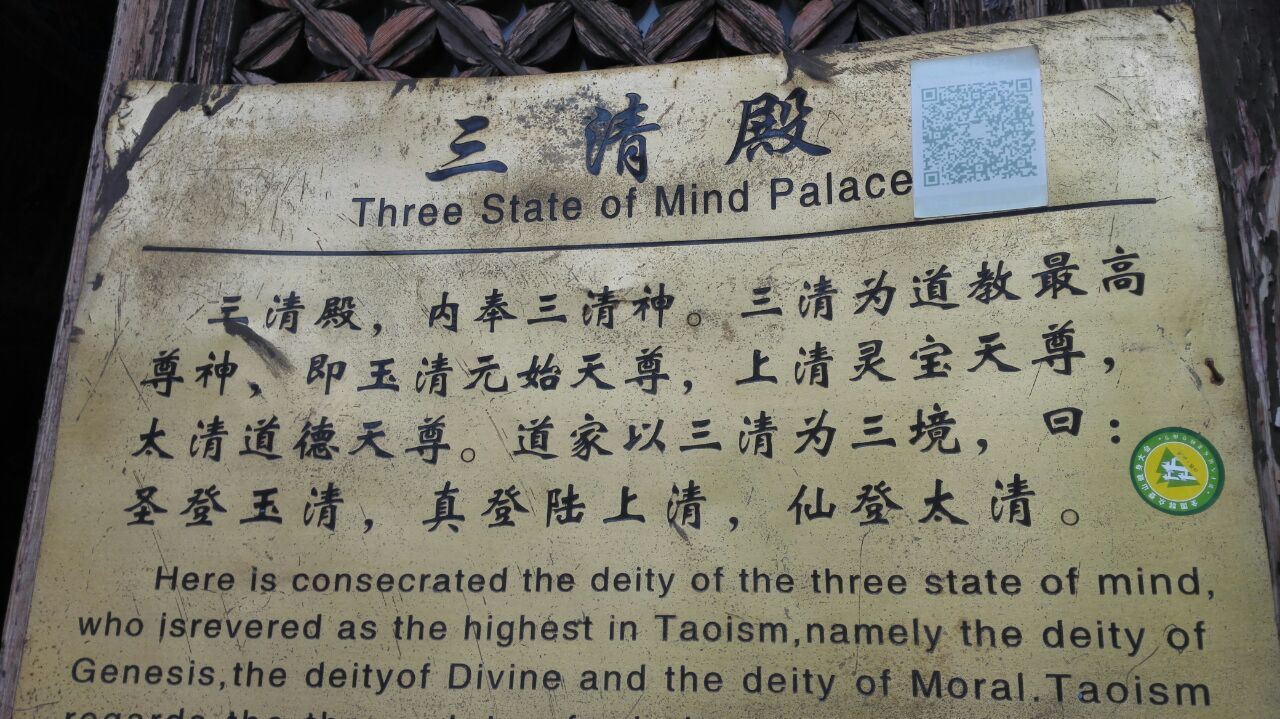 三清殿
Three State of Mind Palace
三清殿，内奉三清神。三清为道教最高
尊神，即玉清元始天尊，上清灵宝天尊，
太清道德天尊。道家以三清为三境，曰：
圣登玉清，真登陆上清，仙登太清。
Here is consecrated the deity of the three state of mind,
who isrevered as the highest in Taoism,namely the deity of
Genesis,the deityof Divine and the deity of Moral.Taoism
regards the